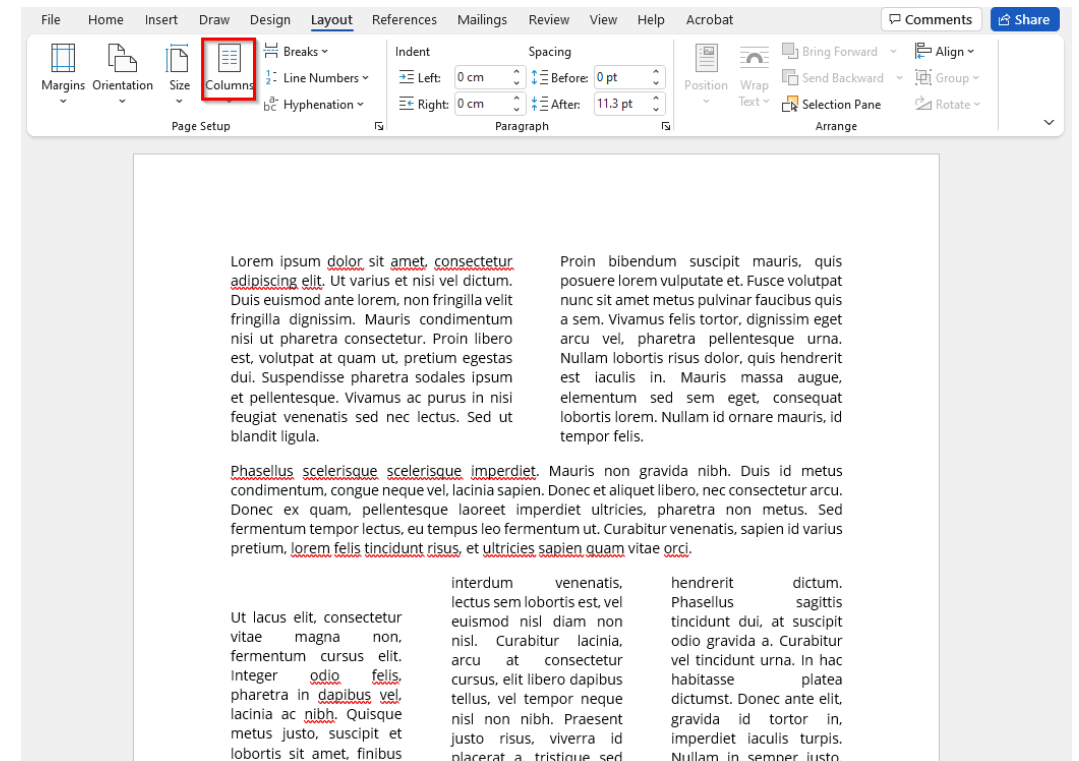 File Home Insert Draw Design Layout References Mailings Review View Help Acrobat Comments Share
Margins Orientation Size Columns
Breaks
Line Numbers
Hyphenation
Page Setup
Indent Spacing
Left: 0 cm Before: 0 pt
Right: 0 cm After: 11.3 pt
Paragraph
Position Wrap Text
Bring Forward
Send Backward
Selection Pane
Align
Group
Rotate
Arrange
Lorem ipsum dolor sit amet, consectetur
adipiscing elit. Ut varius et nisi vel dictum.
Duis euismod ante lorem, non fringilla velit
fringilla dignissim. Mauris condimentum
nisi ut pharetra consectetur. Proin libero
est, volutpat at quam ut, pretium egestas
dui. Suspendisse pharetra sodales ipsum
et pellentesque. Vivamus ac purus in nisi
feugiat venenatis sed nec lectus. Sed ut
blandit ligula.
Proin bibendum suscipit mauris, quis
posuere lorem vulputate et. Fusce volutpat
nunc sit amet metus pulvinar faucibus quis
a sem. Vivamus felis tortor, dignissim eget
arcu vel, pharetra pellentesque urna.
Nullam lobortis risus dolor, quis hendrerit
est iaculis in. Mauris massa augue,
elementum sed sem eget, consequat
lobortis lorem. Nullam id ornare mauris, id
tempor felis.
Phasellus scelerisque scelerisque imperdiet. Mauris non gravida nibh. Duis id metus
condimentum, congue neque vel, lacinia sapien. Donec et aliquet libero, nec consectetur arcu.
Donec ex quam, pellentesque laoreet imperdiet ultricies, pharetra non metus. Sed
fermentum tempor lectus, eu tempus leo fermentum ut. Curabitur venenatis, sapien id varius
pretium, lorem felis tincidunt risus, et ultricies sapien quam vitae orci.
Ut lacus elit, consectetur
vitae magna non,
fermentum cursus elit.
Integer odio felis,
pharetra in dapibus vel,
lacinia ac nibh. Quisque
metus justo, suscipit et
lobortis sit amet, finibus
interdum venenatis,
lectus sem lobortis est, vel
euismod nisl diam non
nisl. Curabitur lacinia,
arcu at consectetur
cursus, elit libero dapibus
tellus, vel tempor neque
nisl non nibh. Praesent
justo risus, viverra id
placerat a, tristique sed
hendrerit dictum.
Phasellus sagittis
tincidunt dui, at suscipit
odio gravida a. Curabitur
vel tincidunt urna. In hac
habitasse platea
dictumst. Donec ante elit,
gravida id tortor in,
imperdiet iaculis turpis.
Nullam in semper justo.